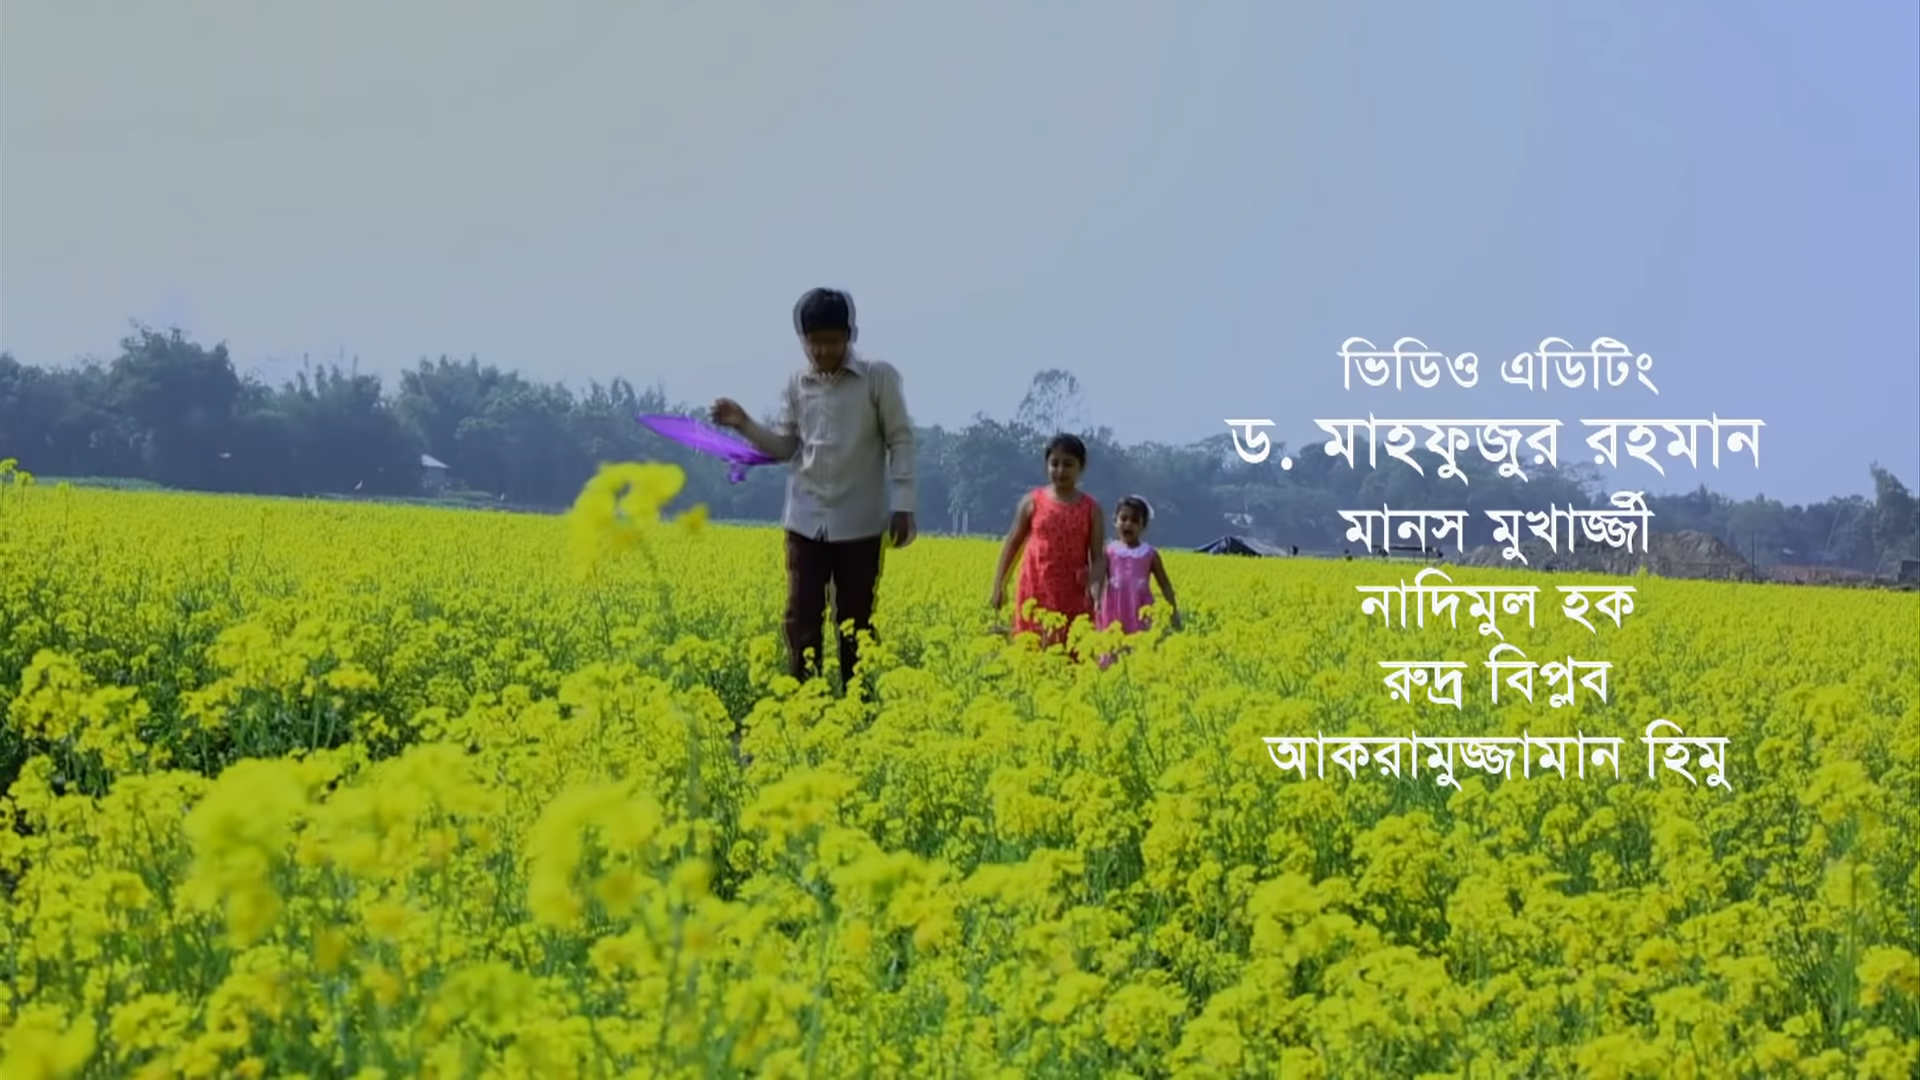 ভিডিও এডিটিং
ড. মাহফুজুর রহমান
মানস মুখার্জ্জী
নাদিমুল হক
রুদ্র বিপ্লব
আকরামুজ্জামান হিমু